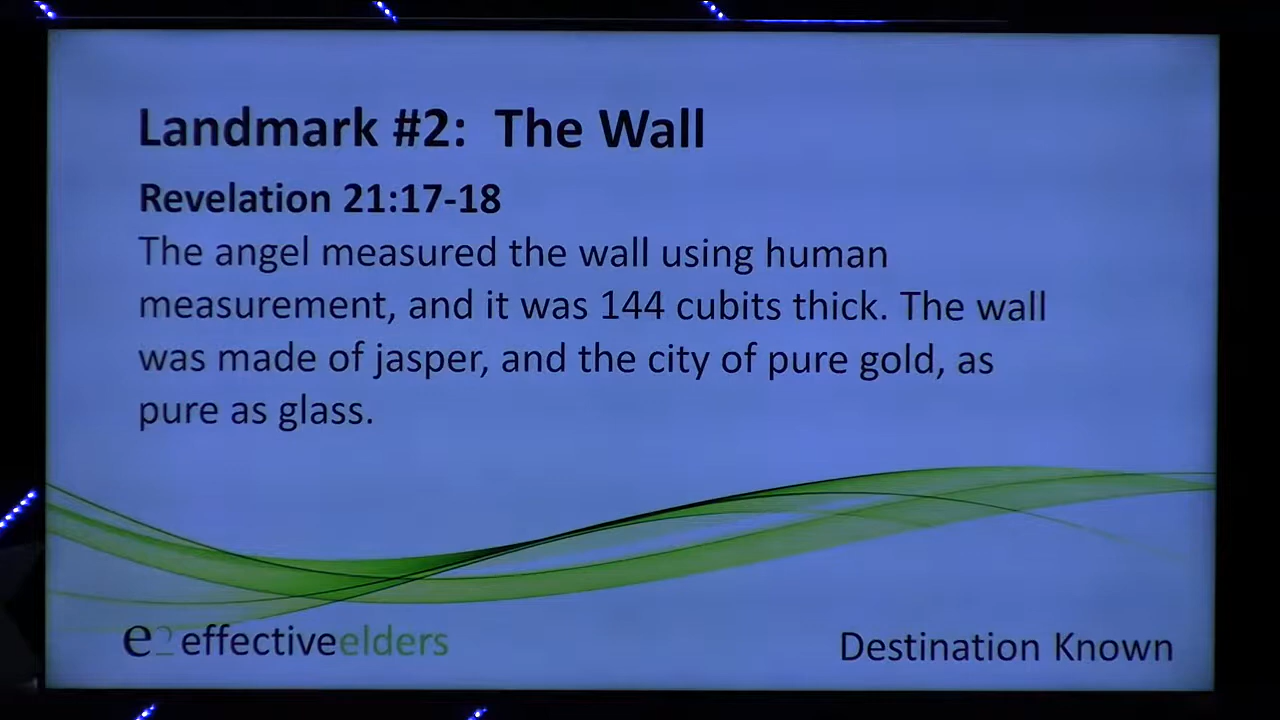 Landmark #2: The Wall
Revelation 21:17-18
The angel measured the wall using human
measurement, and it was 144 cubits thick. The wall
was made of jasper, and the city of pure gold, as
pure as glass.
e2 effectiveelders
Destination Known